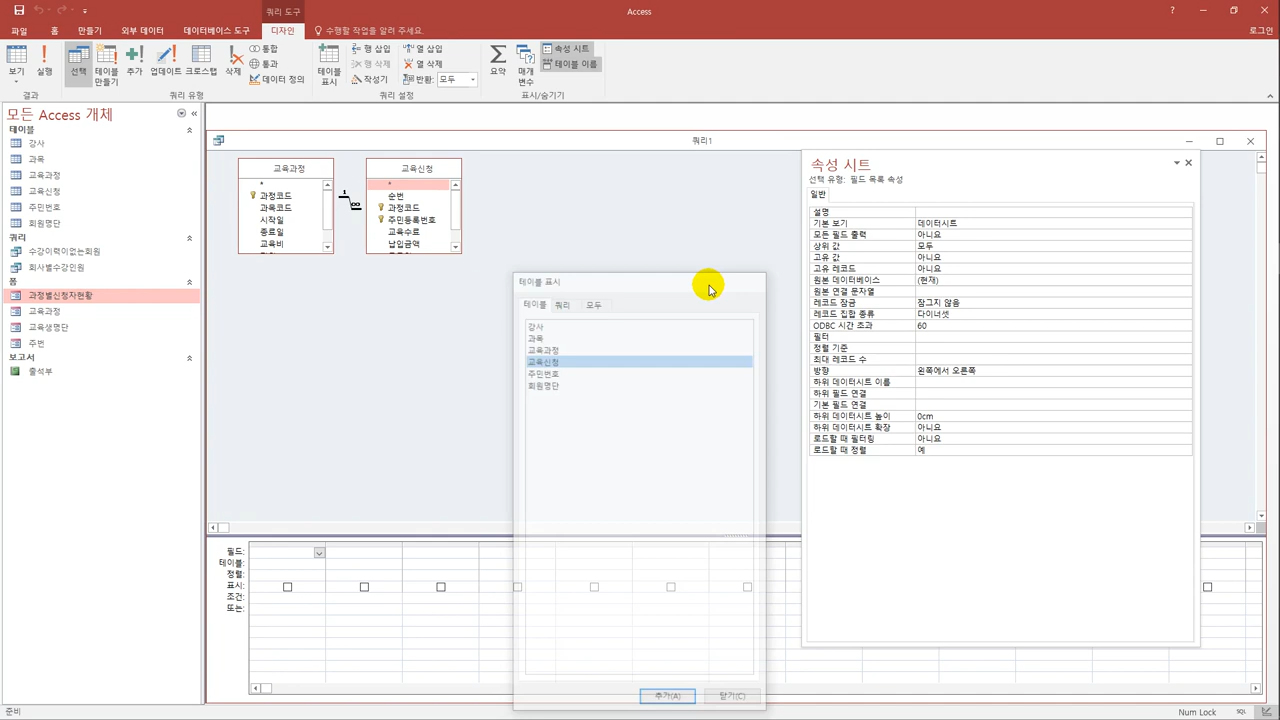 쿼리 도구
Access
파일 홈 만들기 외부 데이터 데이터베이스 도구 디자인 수행할 작업을 알려 주세요.
로그인
보기
실행
선택
테이블 만들기
추가
업데이트
크로스탭
삭제
통합
통과
데이터 정의
테이블 표시
행 삽입
행 삭제
작성기
열 삽입
열 삭제
반환: 모두
요약
매개 변수
속성 시트
테이블 이름
결과
쿼리 유형
쿼리 설정
표시/숨기기
모든 Access 개체
테이블
강사
과목
교육과정
교육신청
주민번호
회원명단
쿼리
수강이력이없는회원
회사별수강인원
폼
과정별신청자현황
교육과정
교육생명단
주번
보고서
출석부
쿼리1
교육과정
*
과정코드
과목코드
시작일
종료일
교육비
1
∞
교육신청
*
순번
과정코드
주민등록번호
교육수료
납입금액
테이블 표시
테이블 쿼리 모두
강사
과목
교육과정
교육신청
주민번호
회원명단
추가(A) 닫기(C)
필드:
테이블:
정렬:
표시:
조건:
또는:
속성 시트
선택 유형: 필드 목록 속성
일반
설명
기본 보기 데이터시트
모든 필드 출력 아니요
상위 값 모두
고유 값 아니요
고유 레코드 아니요
원본 데이터베이스 (현재)
원본 연결 문자열
레코드 잠금 잠그지 않음
레코드 집합 종류 다이너셋
ODBC 시간 초과 60
필터
정렬 기준
최대 레코드 수
방향 왼쪽에서 오른쪽
하위 데이터시트 이름
하위 필드 연결
기본 필드 연결
하위 데이터시트 높이 0cm
하위 데이터시트 확장 아니요
로드할 때 필터링 아니요
로드할 때 정렬 예
준비
Num Lock
SQL